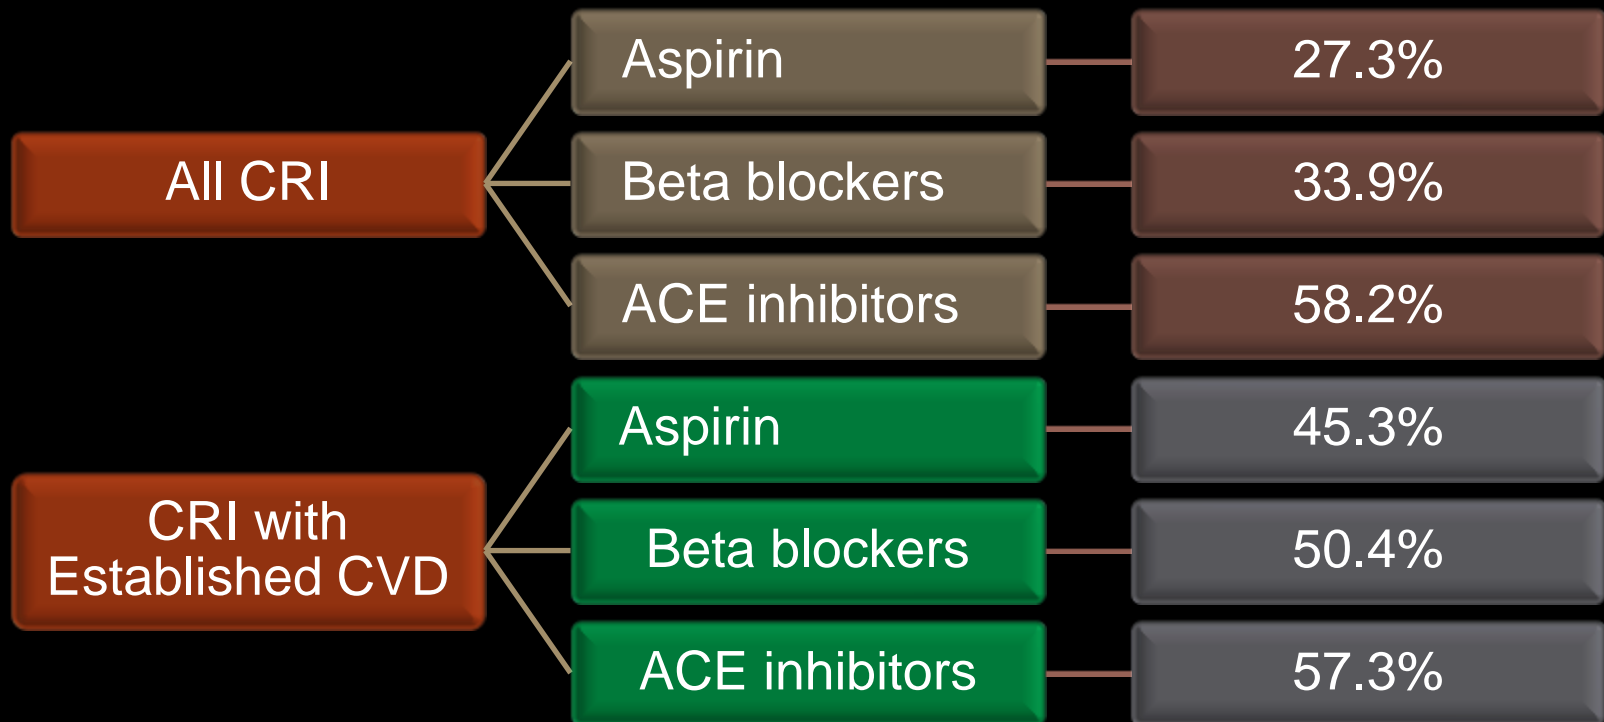 All CRI
Aspirin
27.3%
Beta blockers
33.9%
ACE inhibitors
58.2%
CRI with
Established CVD
Aspirin
45.3%
Beta blockers
50.4%
ACE inhibitors
57.3%